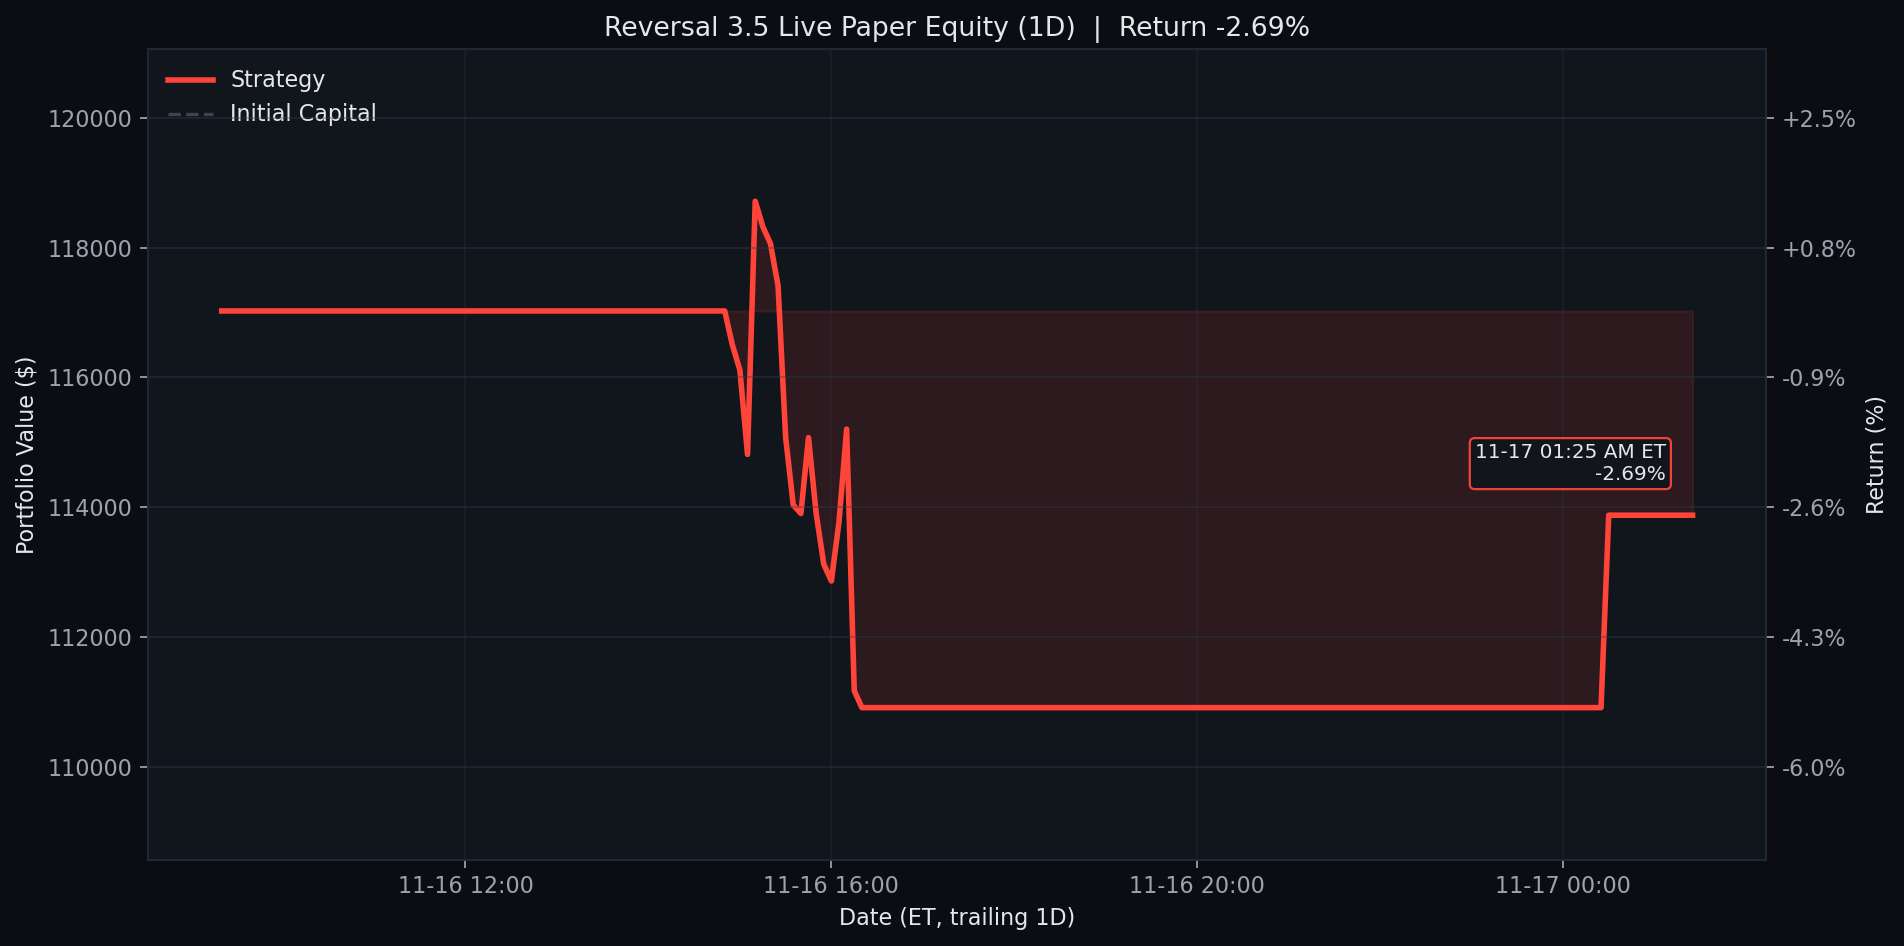 Reversal 3.5 Live Paper Equity (1D)  |  Return -2.69%
Strategy
Initial Capital
120000
118000
116000
114000
112000
110000
Portfolio Value ($)
+2.5%
+0.8%
-0.9%
-2.6%
-4.3%
-6.0%
Return (%)
11-17 01:25 AM ET
-2.69%
11-16 12:00
11-16 16:00
11-16 20:00
11-17 00:00
Date (ET, trailing 1D)